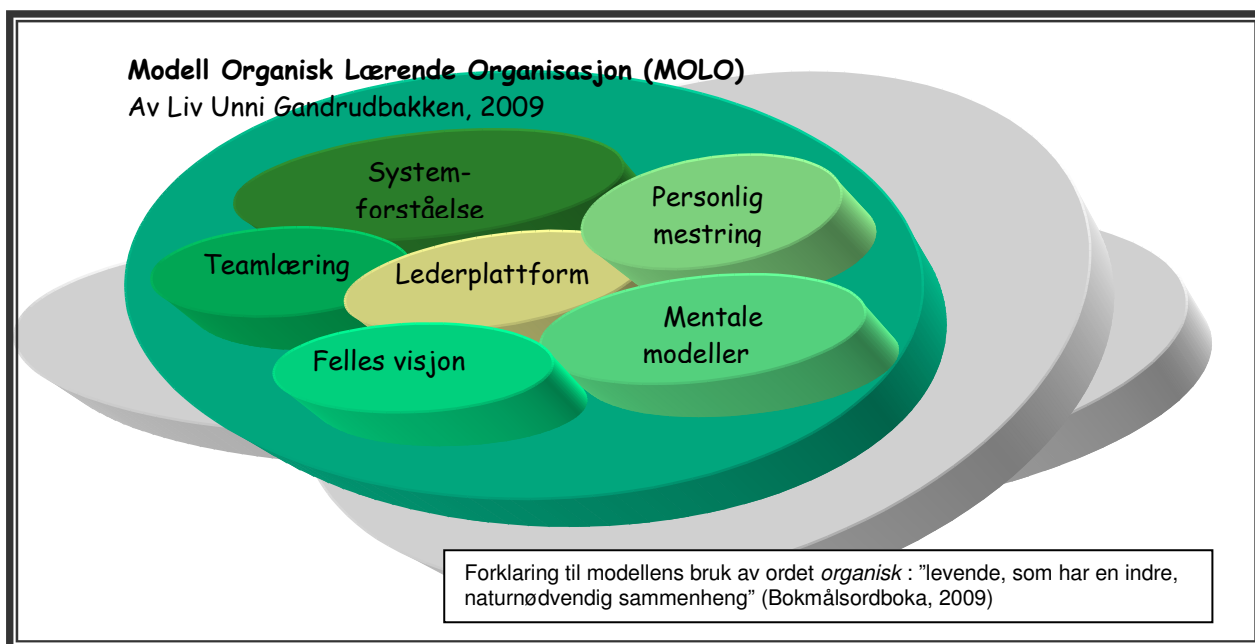 Modell Organisk Lærende Organisasjon (MOLO)
Av Liv Unni Gandrudbakken, 2009
System-
forståelse
Personlig
mestring
Teamlæring
Lederplattform
Mentale
modeller
Felles visjon
Forklaring til modellens bruk av ordet organisk : ”levende, som har en indre,
naturnødvendig sammenheng” (Bokmålsordboka, 2009)